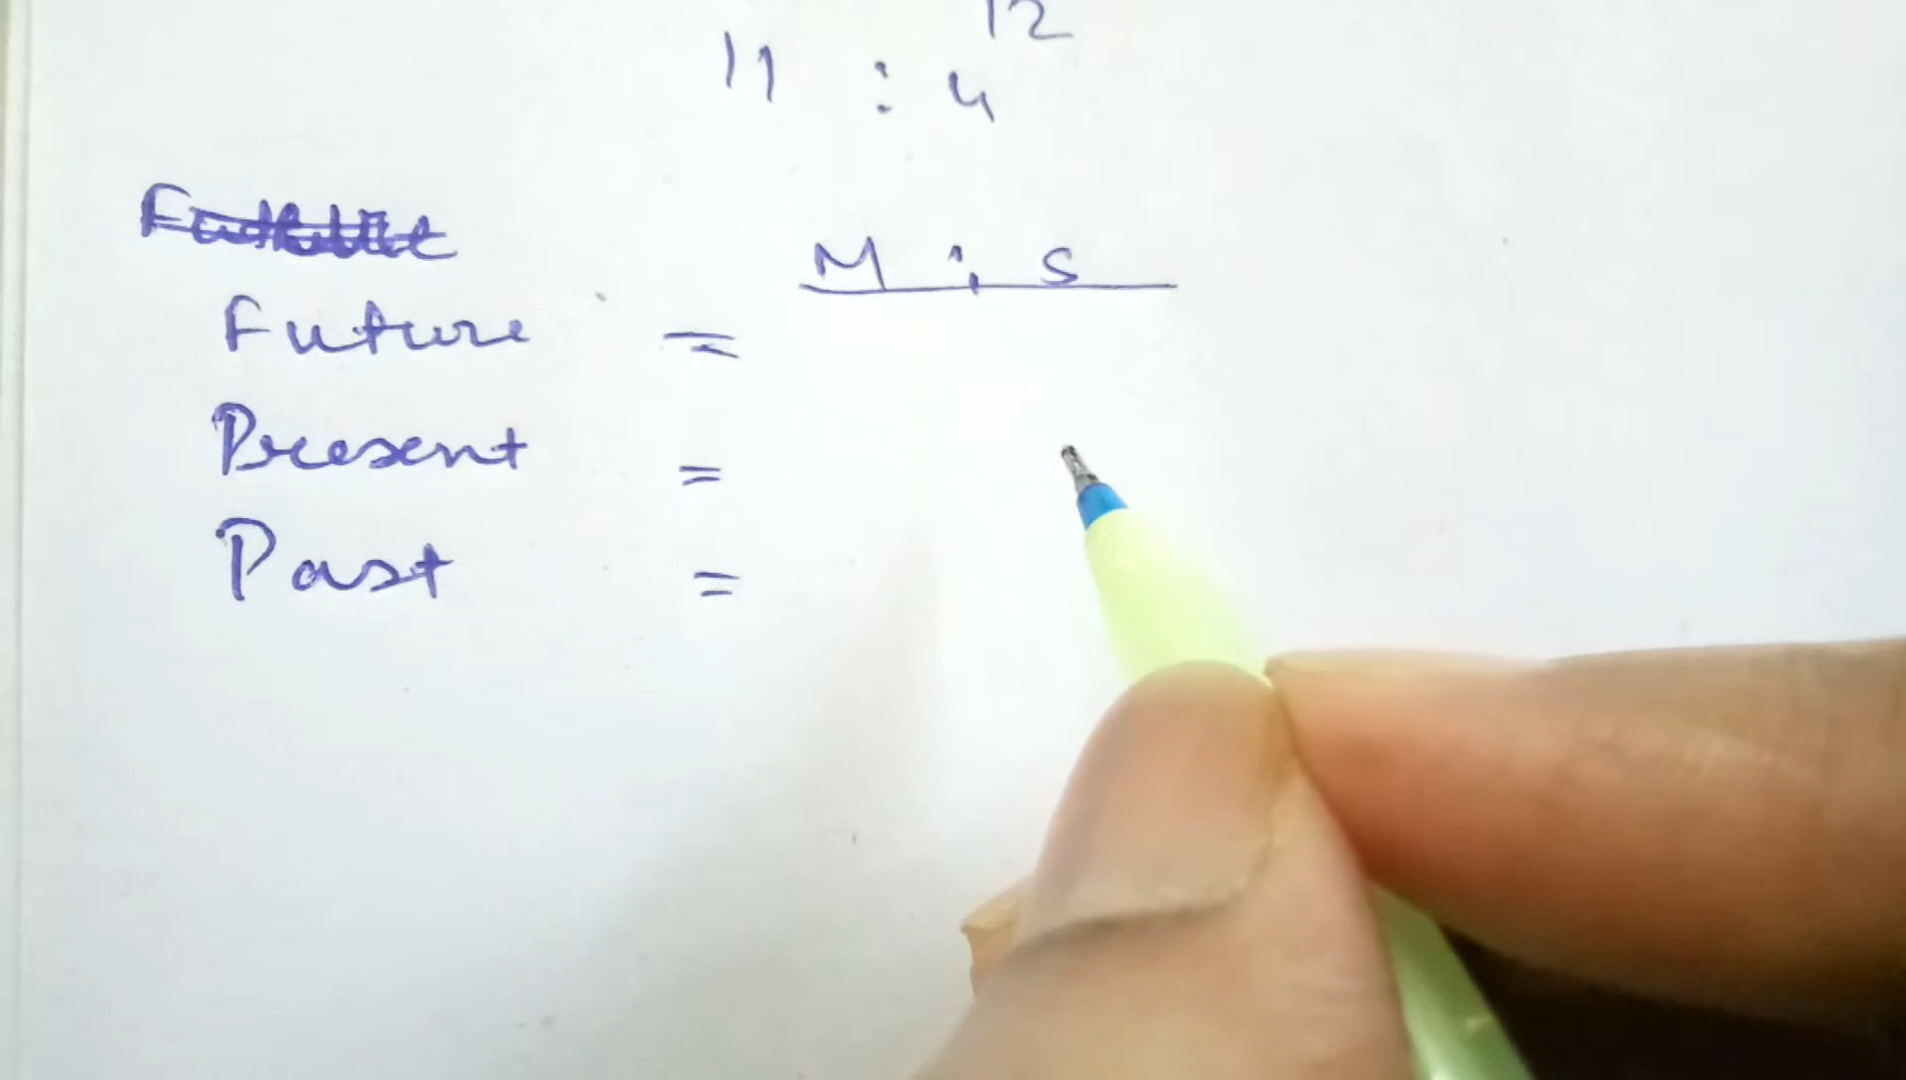 12
11 : 4
M : S
Future =
Present =
Past =